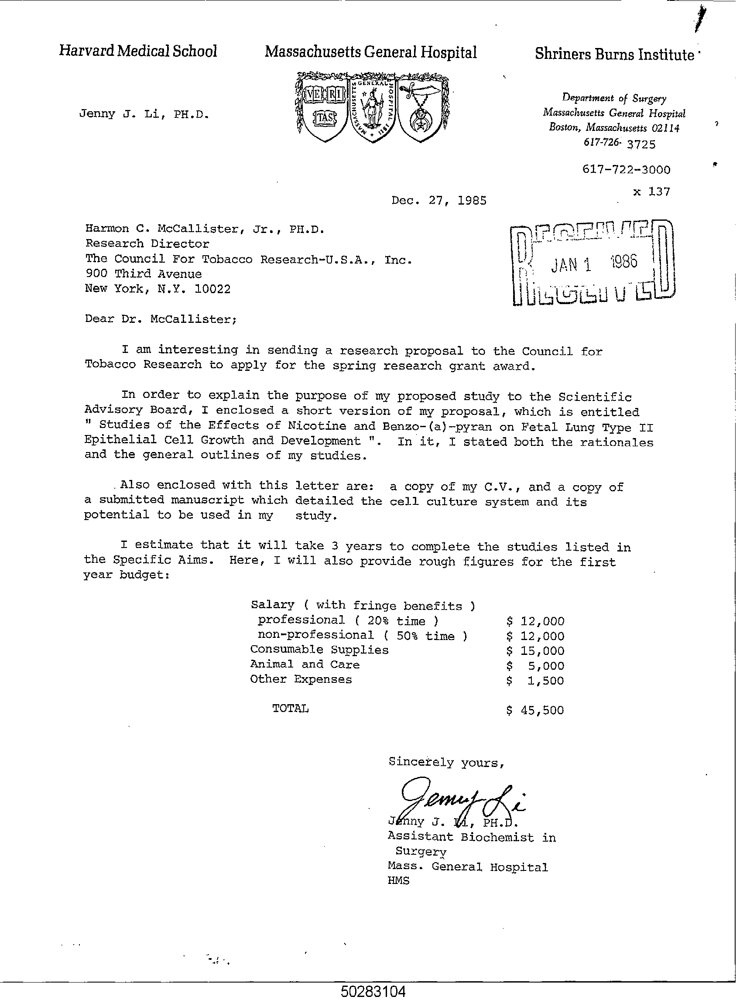 Harvard Medical School
Massachusetts General Hospital
Shriners Burns Institute
VE RI
TAS
MASSACHUSETTS GENERAL HOSPITAL
1811
Jenny J. Li, PH.D.
Department of Surgery
Massachusetts General Hospital
Boston, Massachusetts 02114
617-726- 3725
617-722-3000
x 137
Dec. 27, 1985
Harmon C. McCallister, Jr., PH.D.
Research Director
The Council For Tobacco Research-U.S.A., Inc.
900 Third Avenue
New York, N.Y. 10022
RECEIVED
JAN 1 1986
RECEIVED
Dear Dr. McCallister;
I am interesting in sending a research proposal to the Council for
Tobacco Research to apply for the spring research grant award.
In order to explain the purpose of my proposed study to the Scientific
Advisory Board, I enclosed a short version of my proposal, which is entitled
" Studies of the Effects of Nicotine and Benzo-(a)-pyran on Fetal Lung Type II
Epithelial Cell Growth and Development ". In it, I stated both the rationales
and the general outlines of my studies.
Also enclosed with this letter are: a copy of my C.V., and a copy of
a submitted manuscript which detailed the cell culture system and its
potential to be used in my study.
I estimate that it will take 3 years to complete the studies listed in
the Specific Aims. Here, I will also provide rough figures for the first
year budget:
Salary ( with fringe benefits )
professional ( 20% time ) $ 12,000
non-professional ( 50% time ) $ 12,000
Consumable Supplies $ 15,000
Animal and Care $ 5,000
Other Expenses $ 1,500
TOTAL $ 45,500
Sincerely yours,
Jenny Li
Jenny J. Li, PH.D.
Assistant Biochemist in
Surgery
Mass. General Hospital
HMS
50283104